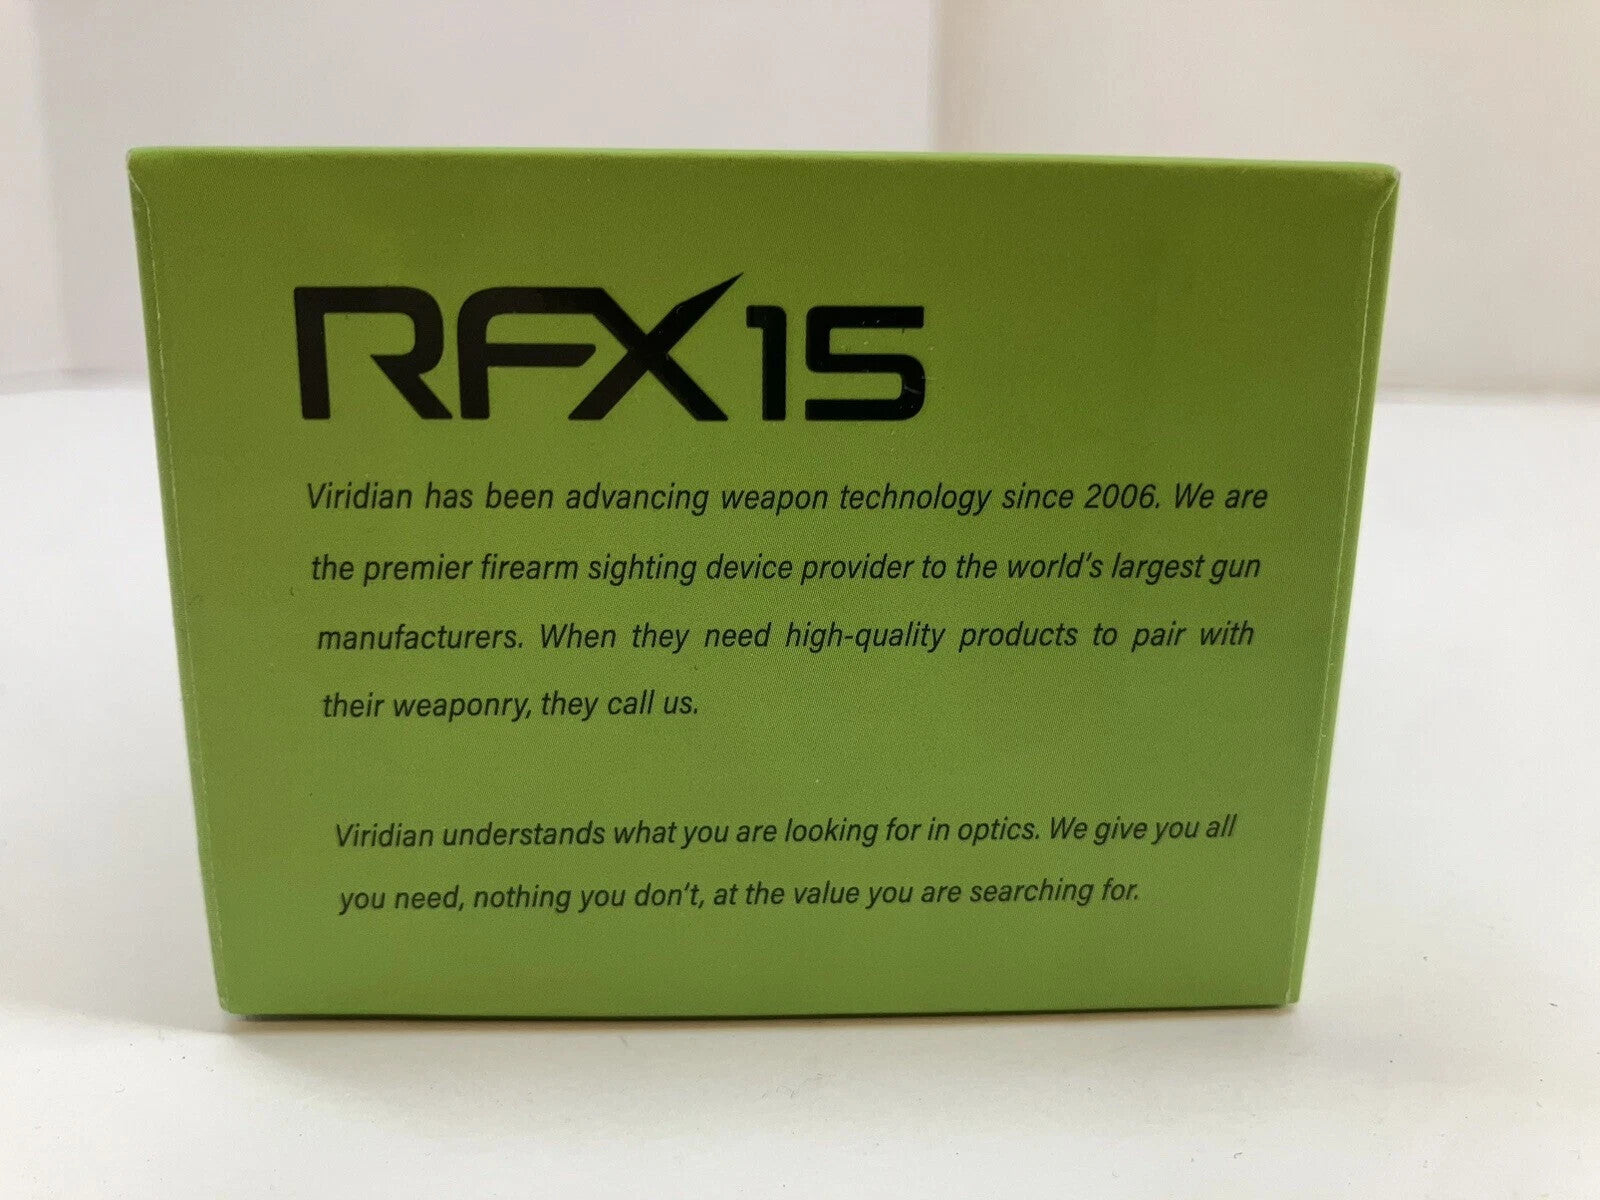 RFX15
Viridian has been advancing weapon technology since 2006. We are
the premier firearm sighting device provider to the world's largest gun
manufacturers. When they need high-quality products to pair with
their weaponry, they call us.
Viridian understands what you are looking for in optics. We give you all
you need, nothing you don't, at the value you are searching for.